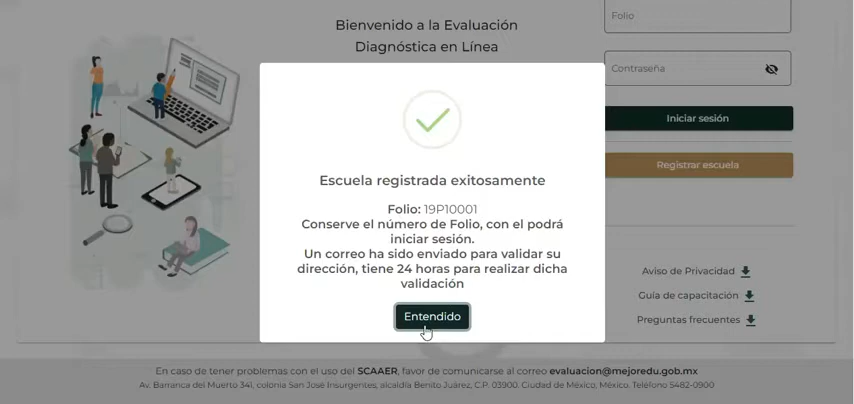 Bienvenido a la Evaluación
Diagnóstica en Línea
Folio
Contraseña
Iniciar sesión
Registrar escuela
Escuela registrada exitosamente
Folio: 19P10001
Conserve el número de Folio, con el podrá
iniciar sesión.
Un correo ha sido enviado para validar su
dirección, tiene 24 horas para realizar dicha
validación
Entendido
Aviso de Privacidad
Guía de capacitación
Preguntas frecuentes
En caso de tener problemas con el uso del SCAAER, favor de comunicarse al correo evaluacion@mejoredu.gob.mx
Av. Barranca del Muerto 341, colonia San José Insurgentes, alcaldía Benito Juárez, C.P. 03900. Ciudad de México, México. Teléfono 5482-0900